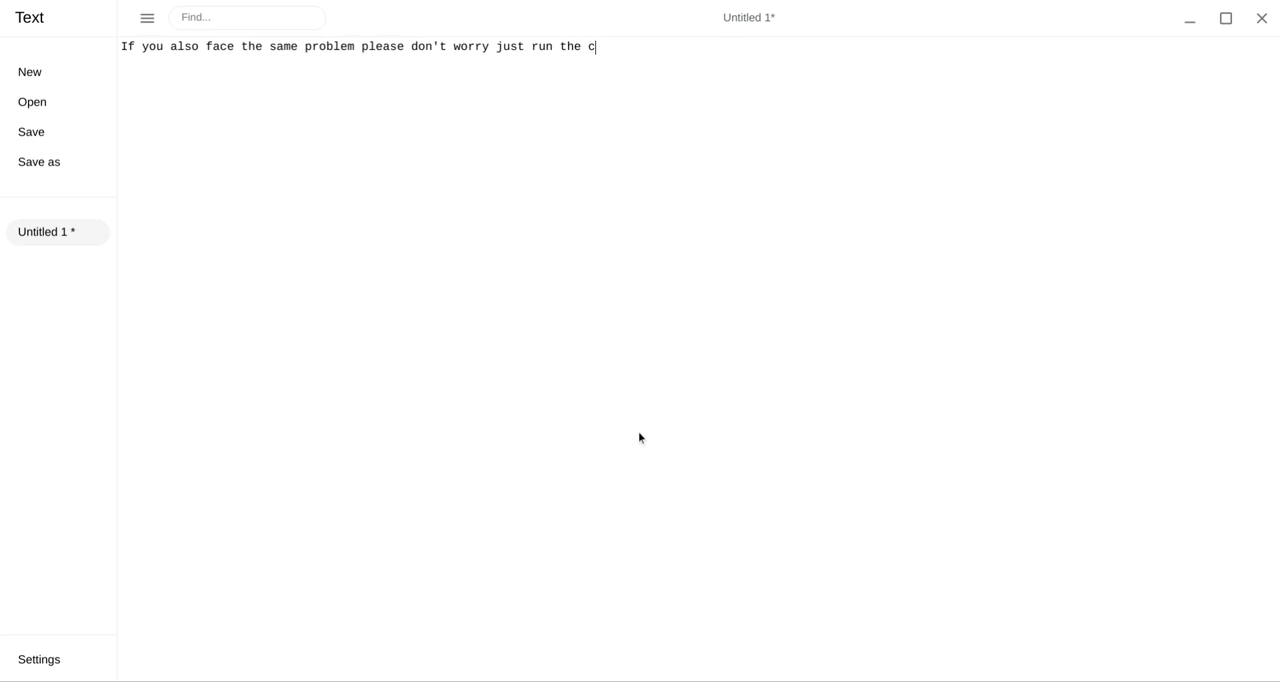 Text
Find...
Untitled 1*
If you also face the same problem please don't worry just run the c
New
Open
Save
Save as
Untitled 1 *
Settings